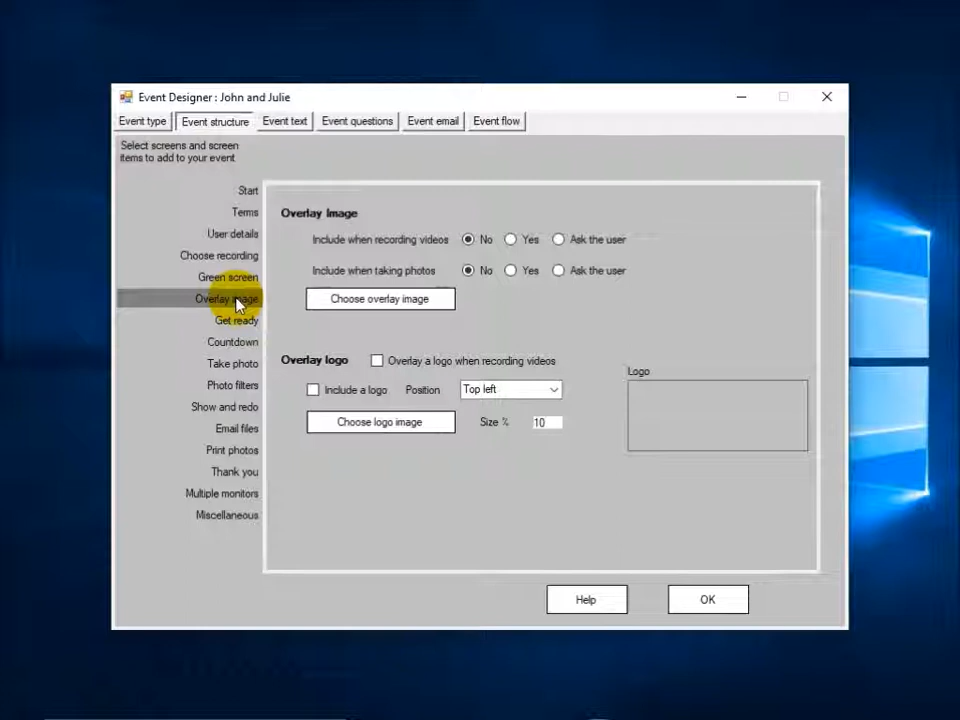 Event Designer : John and Julie
Event type Event structure Event text Event questions Event email Event flow
Select screens and screen
items to add to your event
Start
Terms
User details
Choose recording
Green screen
Overlay image
Get ready
Countdown
Take photo
Photo filters
Show and redo
Email files
Print photos
Thank you
Multiple monitors
Miscellaneous
Overlay Image
Include when recording videos No Yes Ask the user
Include when taking photos No Yes Ask the user
Choose overlay image
Overlay logo Overlay a logo when recording videos
Include a logo Position Top left
Choose logo image Size % 10
Logo
Help OK